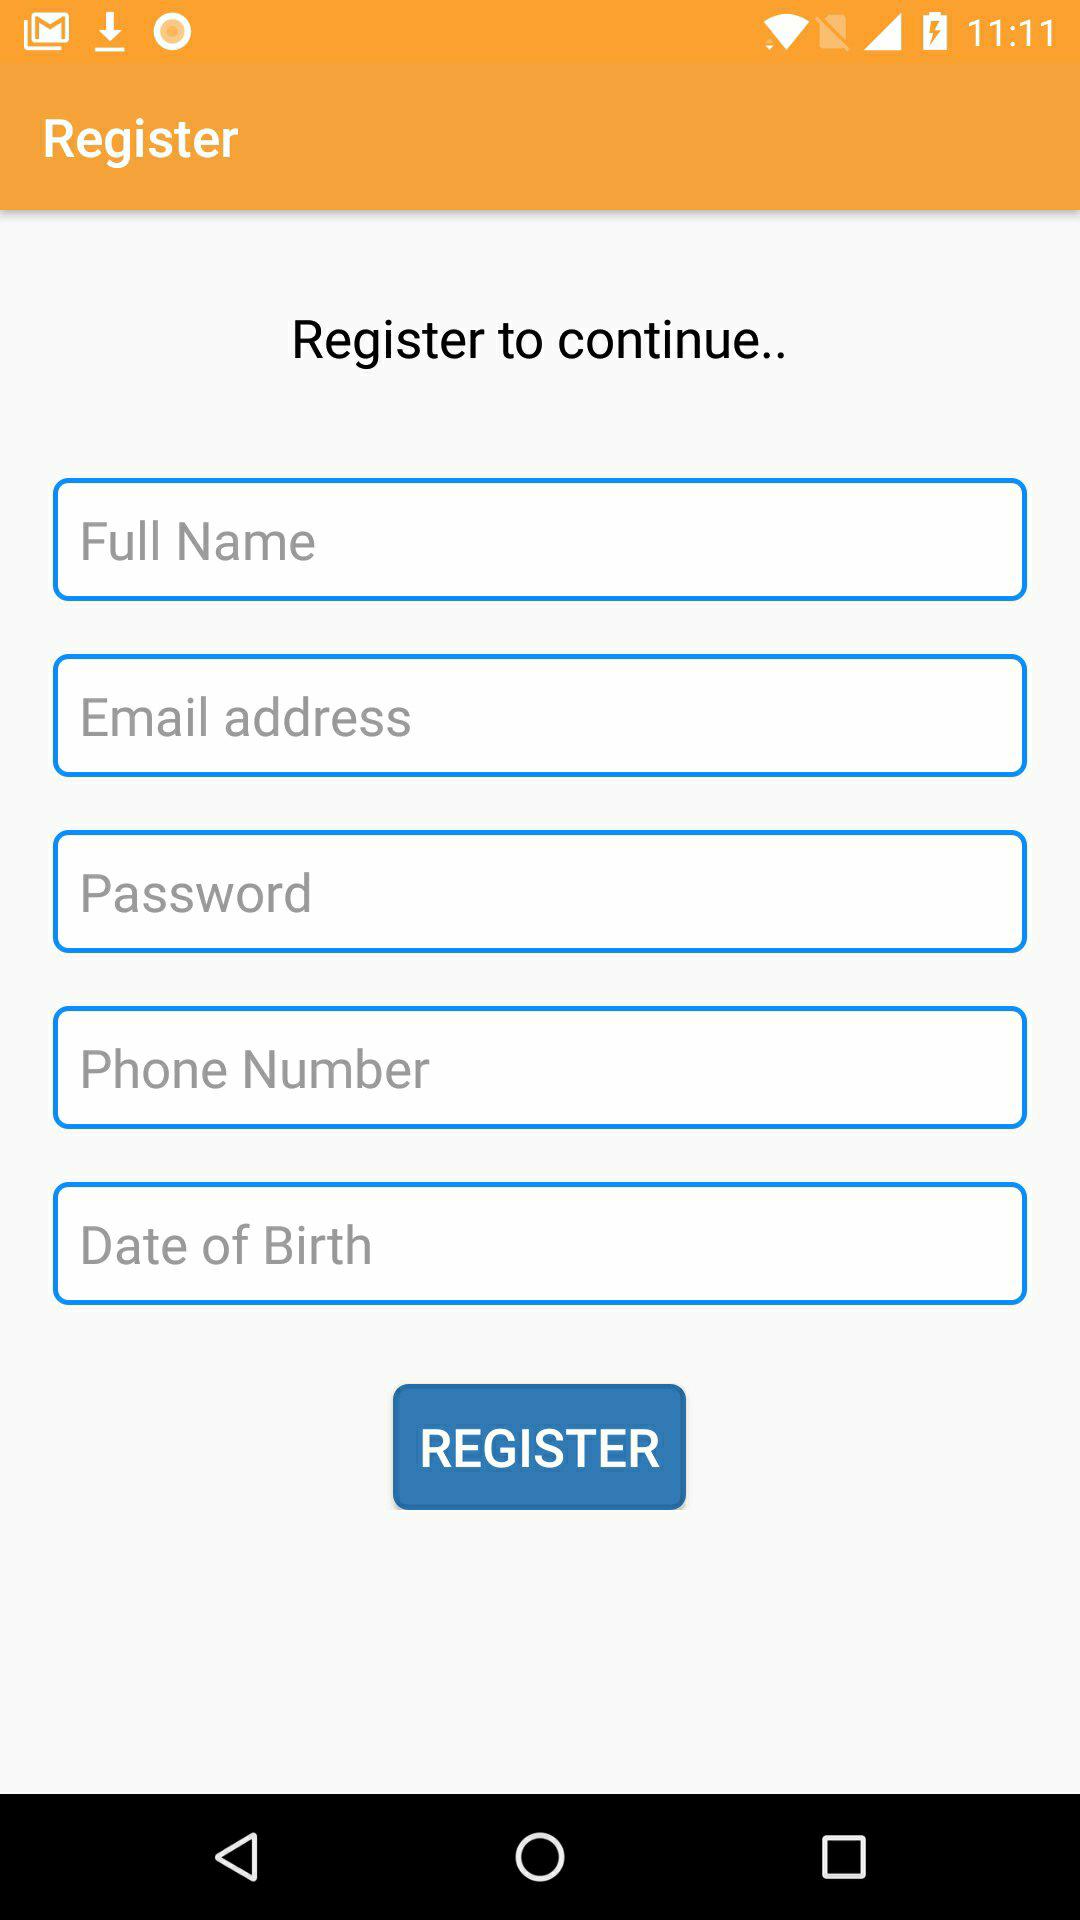 11:11
Register
Register to continue..
Full Name
Email address
Password
Phone Number
Date of Birth
REGISTER